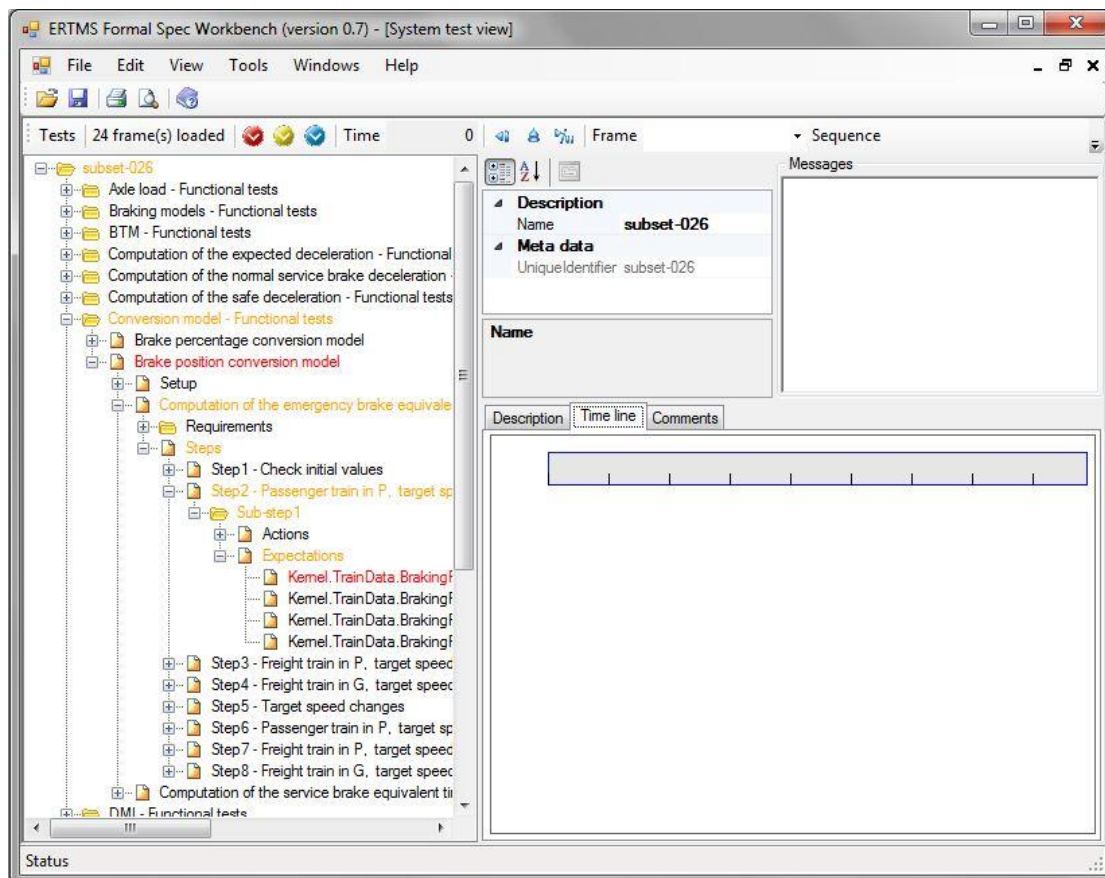 ERTMS Formal Spec Workbench (version 0.7) - [System test view]
File Edit View Tools Windows Help
Tests 24 frame(s) loaded Time 0 Frame Sequence
subset-026
Axle load - Functional tests
Braking models - Functional tests
BTM - Functional tests
Computation of the expected deceleration - Functional
Computation of the normal service brake deceleration -
Computation of the safe deceleration - Functional tests
Conversion model - Functional tests
Brake percentage conversion model
Brake position conversion model
Setup
Computation of the emergency brake equivale
Requirements
Steps
Step1 - Check initial values
Step2 - Passenger train in P, target sp
Sub-step1
Actions
Expectations
Kernel.TrainData.BrakingF
Kernel.TrainData.BrakingF
Kernel.TrainData.BrakingF
Kernel.TrainData.BrakingF
Step3 - Freight train in P, target speed
Step4 - Freight train in G, target speed
Step5 - Target speed changes
Step6 - Passenger train in P, target sp
Step7 - Freight train in P, target speed
Step8 - Freight train in G, target speed
Computation of the service brake equivalent tir
DMI - Functional tests
Description
Name subset-026
Meta data
UniqueIdentifier subset-026
Name
Messages
Description Time line Comments
Status